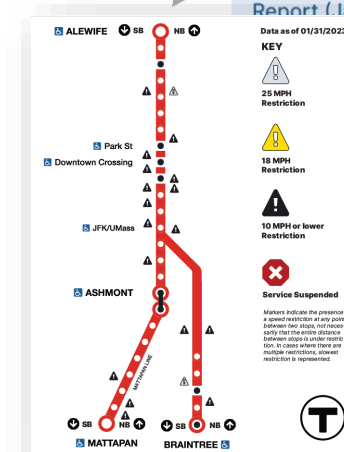 Report (Ja
ALEWIFE
SB
NB
Data as of 01/31/2023
KEY
25 MPH
Restriction
18 MPH
Restriction
Park St
Downtown Crossing
10 MPH or lower
Restriction
JFK/UMass
Service Suspended
ASHMONT
Markers indicate the presence
a speed restriction at any point
between two stops, not neces-
sarily that the entire distance
between stops is under restric
tion. In cases where there are
multiple restrictions, slowest
restriction is represented.
MATTAPAN LINE
SB
NB
SB
NB
MATTAPAN
BRAINTREE
T